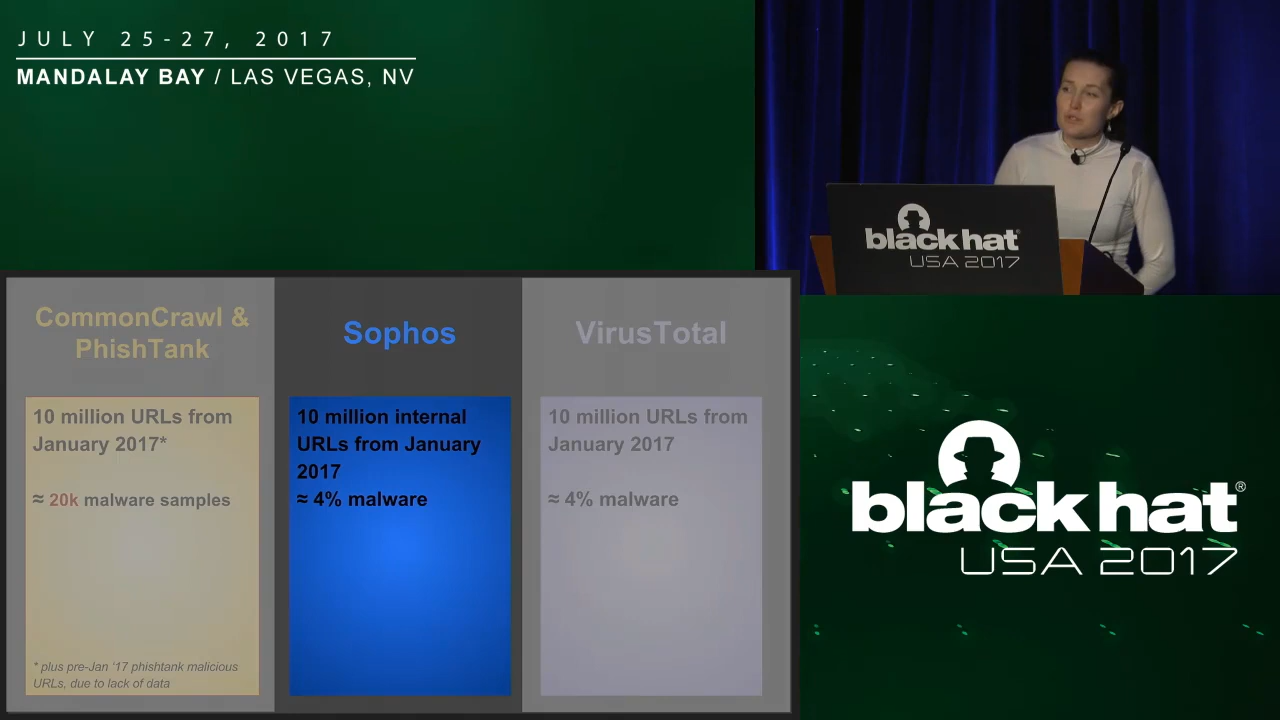 JULY 25-27, 2017
MANDALAY BAY / LAS VEGAS, NV
black hat
USA 2017
CommonCrawl &
PhishTank
10 million URLs from
January 2017*
≈ 20k malware samples
* plus pre-Jan ‘17 phishtank malicious
URLs, due to lack of data
Sophos
10 million internal
URLs from January
2017
≈ 4% malware
VirusTotal
10 million URLs from
January 2017
≈ 4% malware
black hat®
USA 2017